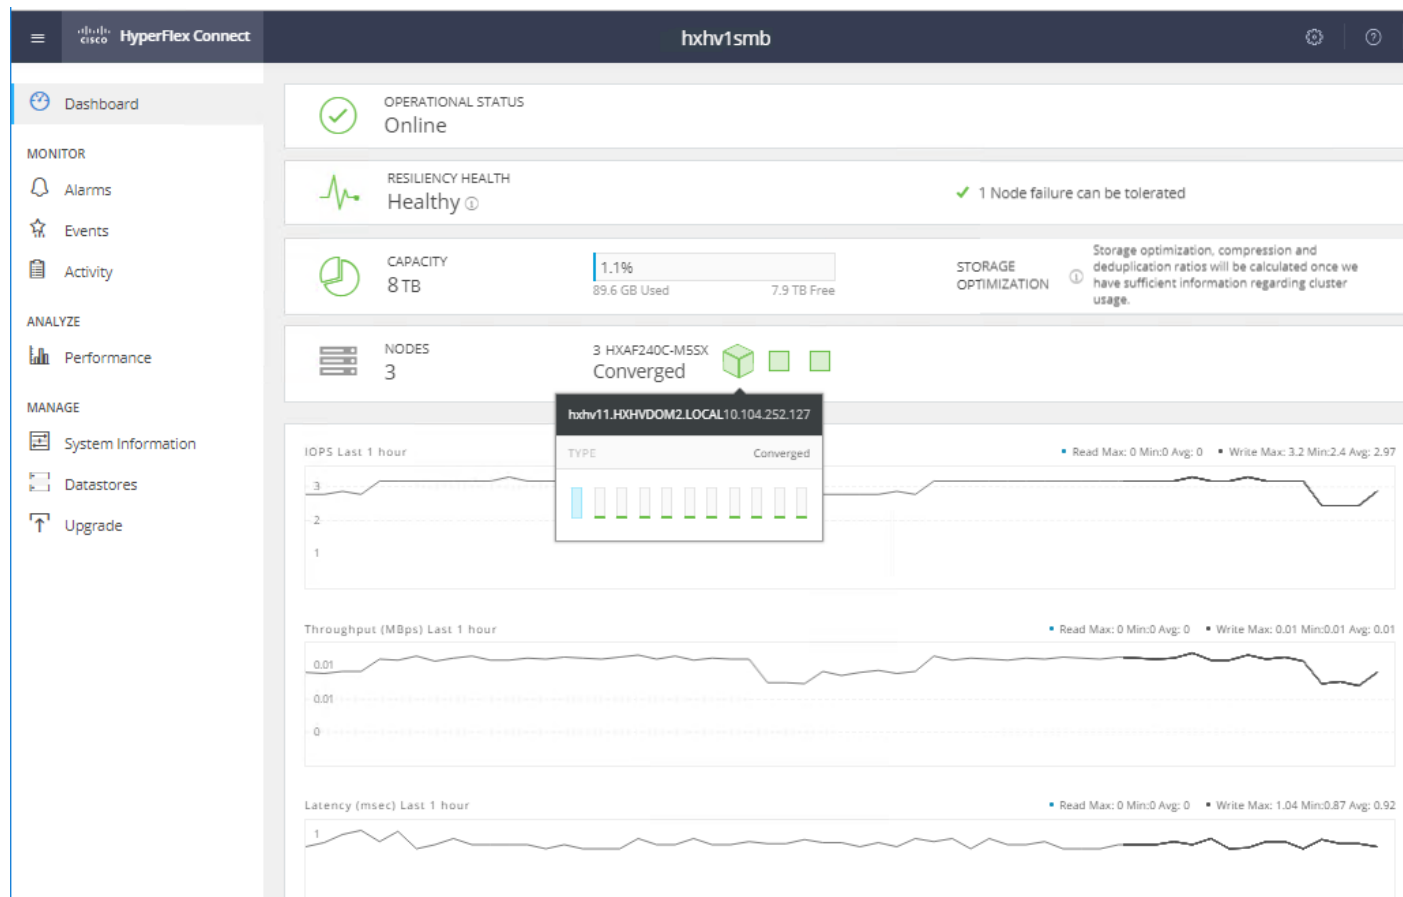 cisco HyperFlex Connect
hxhv1smb
Dashboard
MONITOR
Alarms
Events
Activity
ANALYZE
Performance
MANAGE
System Information
Datastores
Upgrade
OPERATIONAL STATUS
Online
RESILIENCY HEALTH
Healthy
1 Node failure can be tolerated
CAPACITY
8 TB
1.1%
89.6 GB Used 7.9 TB Free
STORAGE
OPTIMIZATION
Storage optimization, compression and
deduplication ratios will be calculated once we
have sufficient information regarding cluster
usage.
NODES
3
3 HXAF240C-M5SX
Converged
hxhv11.HXHVDOM2.LOCAL10.104.252.127
TYPE Converged
IOPS Last 1 hour
Read Max: 0 Min:0 Avg: 0 Write Max: 3.2 Min:2.4 Avg: 2.97
3
2
1
Throughput (MBps) Last 1 hour
Read Max: 0 Min:0 Avg: 0 Write Max: 0.01 Min:0.01 Avg: 0.01
0.01
0.01
0
Latency (msec) Last 1 hour
Read Max: 0 Min:0 Avg: 0 Write Max: 1.04 Min:0.87 Avg: 0.92
1